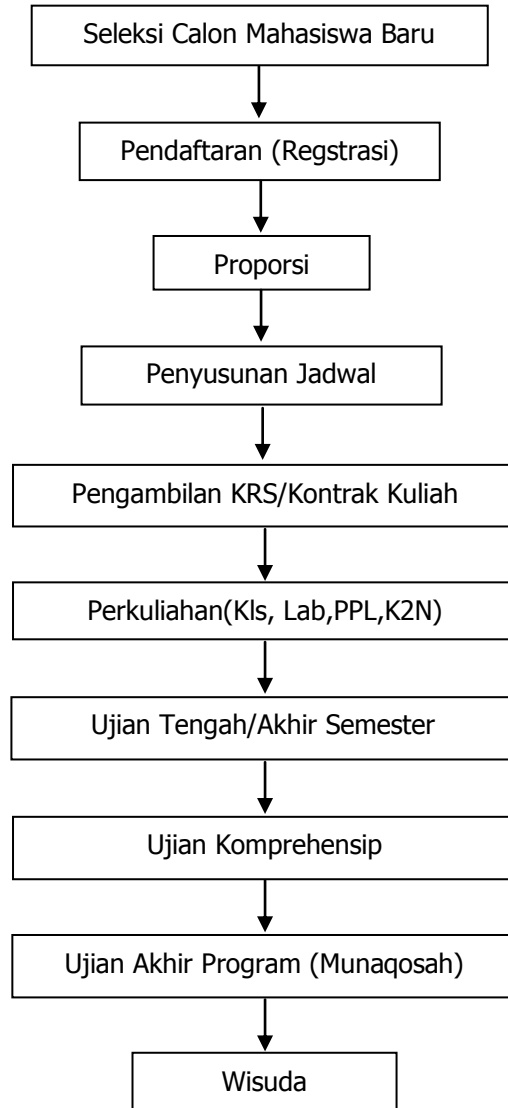 Seleksi Calon Mahasiswa Baru
Pendaftaran (Regstrasi)
Proporsi
Penyusunan Jadwal
Pengambilan KRS/Kontrak Kuliah
Perkuliahan(Kls, Lab,PPL,K2N)
Ujian Tengah/Akhir Semester
Ujian Komprehensip
Ujian Akhir Program (Munaqosah)
Wisuda